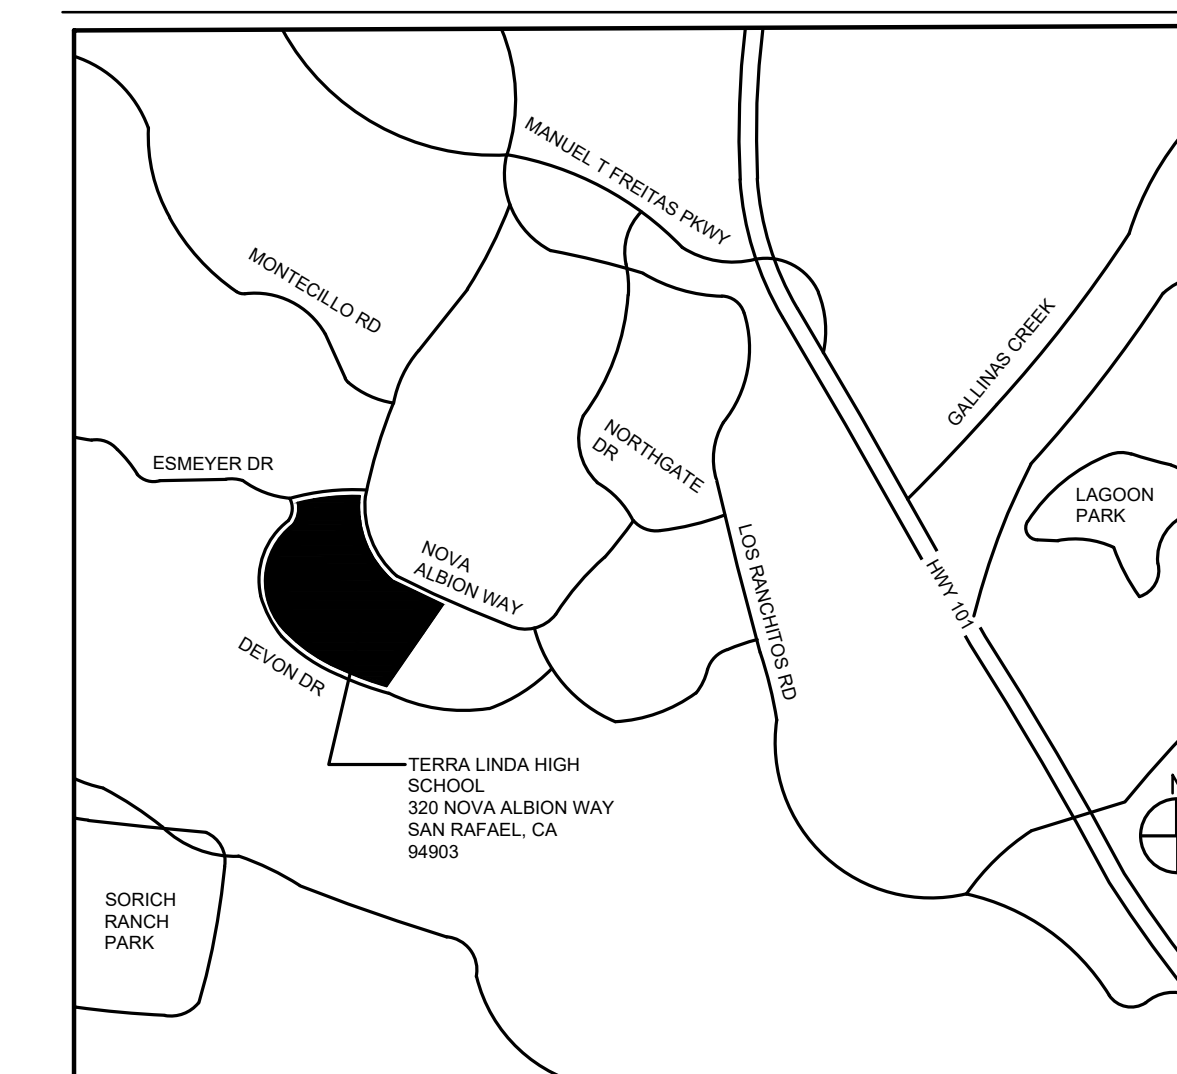 MANUEL T FREITAS PKWY
MONTECILLO RD
GALLINAS CREEK
ESMEYER DR
NORTHGATE
DR
LAGOON
PARK
NOVA
ALBION WAY
LOS RANCHITOS RD
HWY 101
DEVON DR
TERRA LINDA HIGH
SCHOOL
320 NOVA ALBION WAY
SAN RAFAEL, CA
94903
SORICH
RANCH
PARK